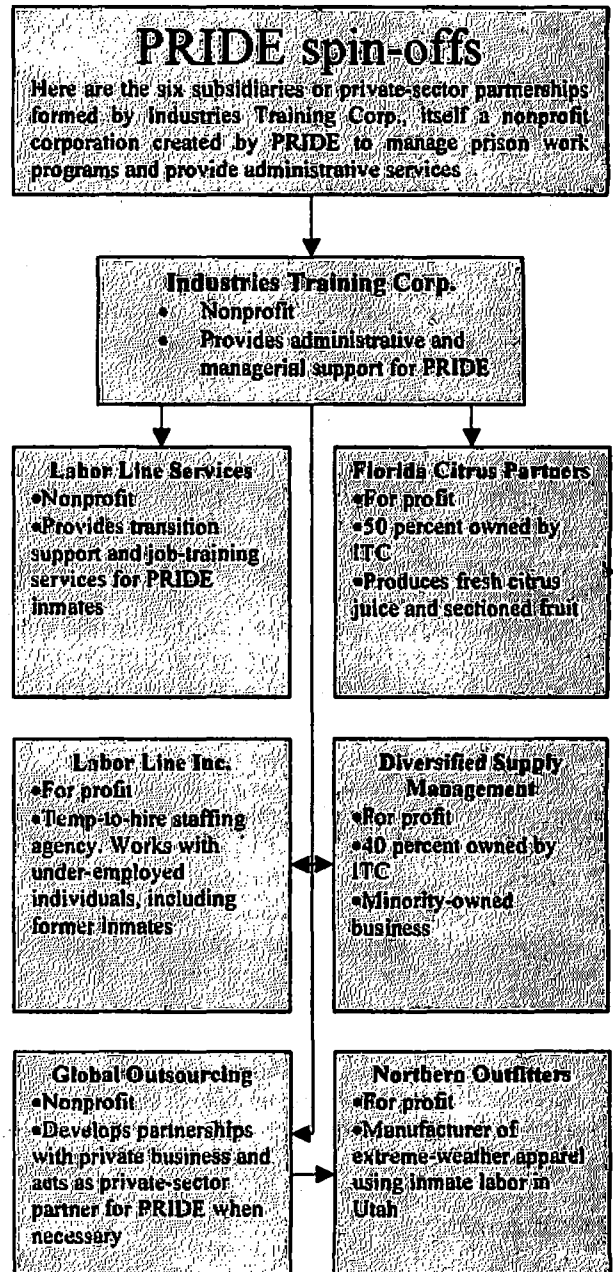 PRIDE spin-offs
Here are the six subsidiaries or private-sector partnerships
formed by Industries Training Corp., itself a nonprofit
corporation created by PRIDE to manage prison work
programs and provide administrative services
Industries Training Corp.
• Nonprofit
• Provides administrative and
managerial support for PRIDE
Labor Line Services
•Nonprofit
•Provides transition
support and job-training
services for PRIDE
inmates
Florida Citrus Partners
•For profit
•50 percent owned by
ITC
•Produces fresh citrus
juice and sectioned fruit
Labor Line Inc.
•For profit
•Temp-to-hire staffing
agency. Works with
under-employed
individuals, including
former inmates
Diversified Supply
Management
•For profit
•40 percent owned by
ITC
•Minority-owned
business
Global Outsourcing
•Nonprofit
•Develops partnerships
with private business and
acts as private-sector
partner for PRIDE when
necessary
Northern Outfitters
•For profit
•Manufacturer of
extreme-weather apparel
using inmate labor in
Utah